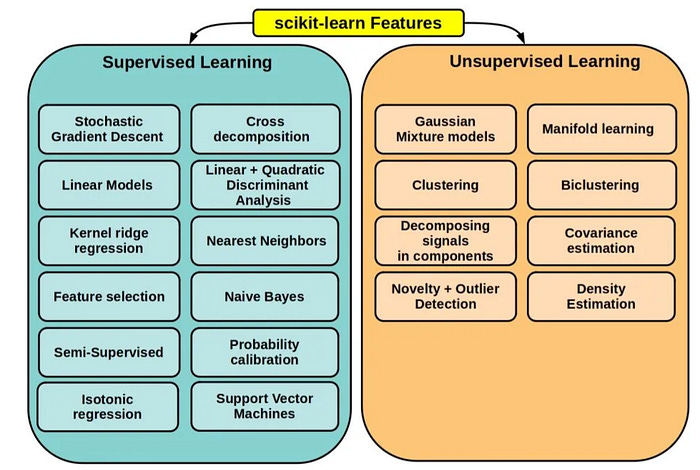 scikit-learn Features
Supervised Learning
Stochastic
Gradient Descent
Cross
decomposition
Linear Models
Linear + Quadratic
Discriminant
Analysis
Kernel ridge
regression
Nearest Neighbors
Feature selection
Naive Bayes
Semi-Supervised
Probability
calibration
Isotonic
regression
Support Vector
Machines
Unsupervised Learning
Gaussian
Mixture models
Manifold learning
Clustering
Biclustering
Decomposing
signals
in components
Covariance
estimation
Novelty + Outlier
Detection
Density
Estimation